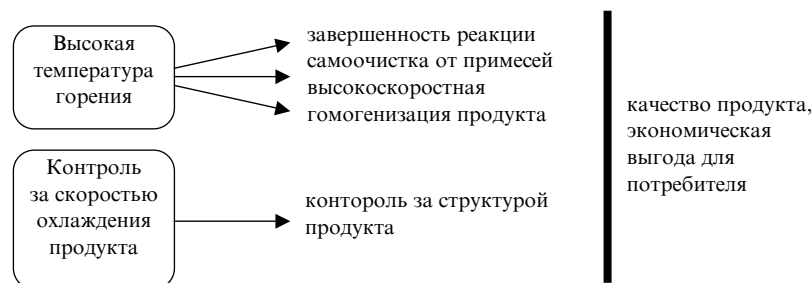 Высокая
температура
горения
завершенность реакции
самоочистка от примесей
высокоскоростная
гомогенизация продукта
Контроль
за скоростью
охлаждения
продукта
контороль за структурой
продукта
качество продукта,
экономическая
выгода для
потребителя